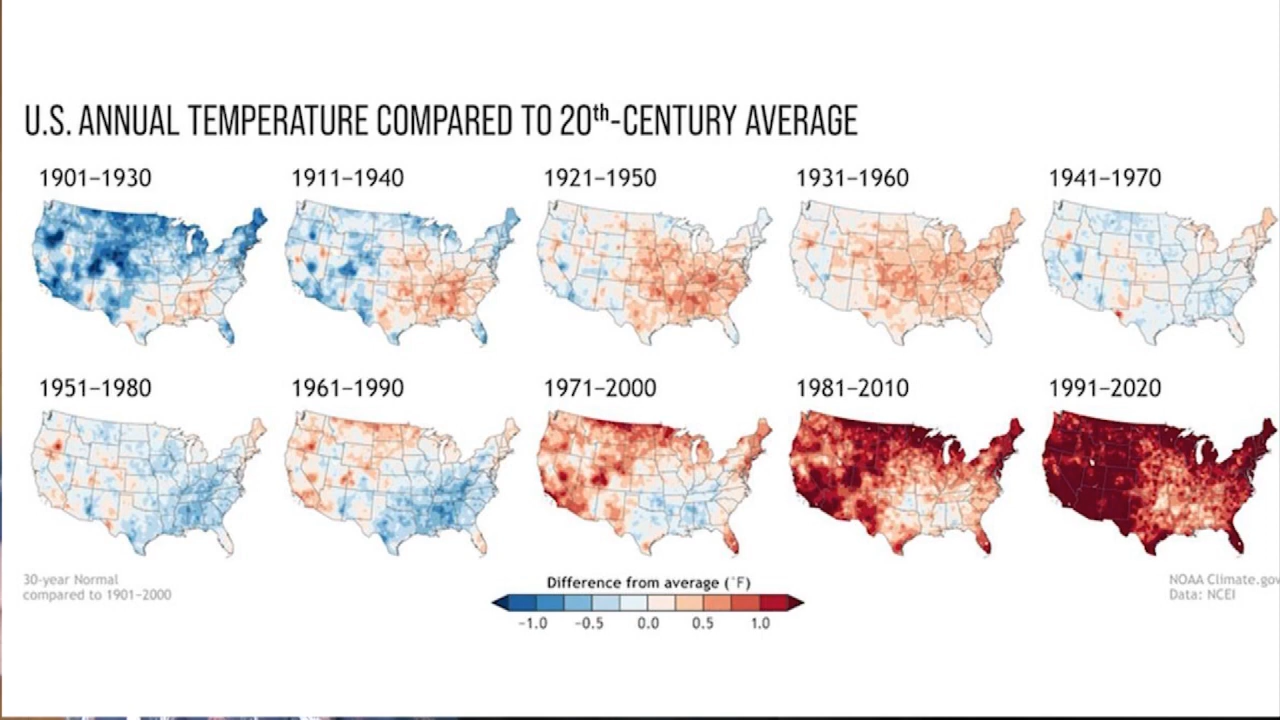 U.S. ANNUAL TEMPERATURE COMPARED TO 20th-CENTURY AVERAGE
1901–1930
1911–1940
1921–1950
1931–1960
1941–1970
1951–1980
1961–1990
1971–2000
1981–2010
1991–2020
30-year Normal
compared to 1901–2000
Difference from average (°F)
-1.0 -0.5 0.0 0.5 1.0
NOAA Climate.gov
Data: NCEI